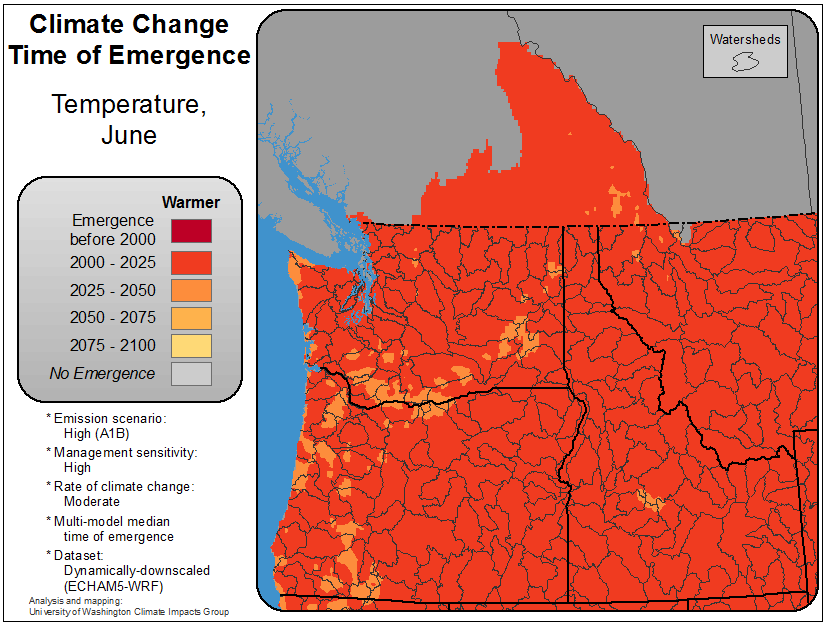 Climate Change
Time of Emergence
Temperature,
June
Warmer
Emergence
before 2000
2000 - 2025
2025 - 2050
2050 - 2075
2075 - 2100
No Emergence
* Emission scenario:
High (A1B)
* Management sensitivity:
High
* Rate of climate change:
Moderate
* Multi-model median
time of emergence
* Dataset:
Dynamically-downscaled
(ECHAM5-WRF)
Analysis and mapping:
University of Washington Climate Impacts Group
Watersheds